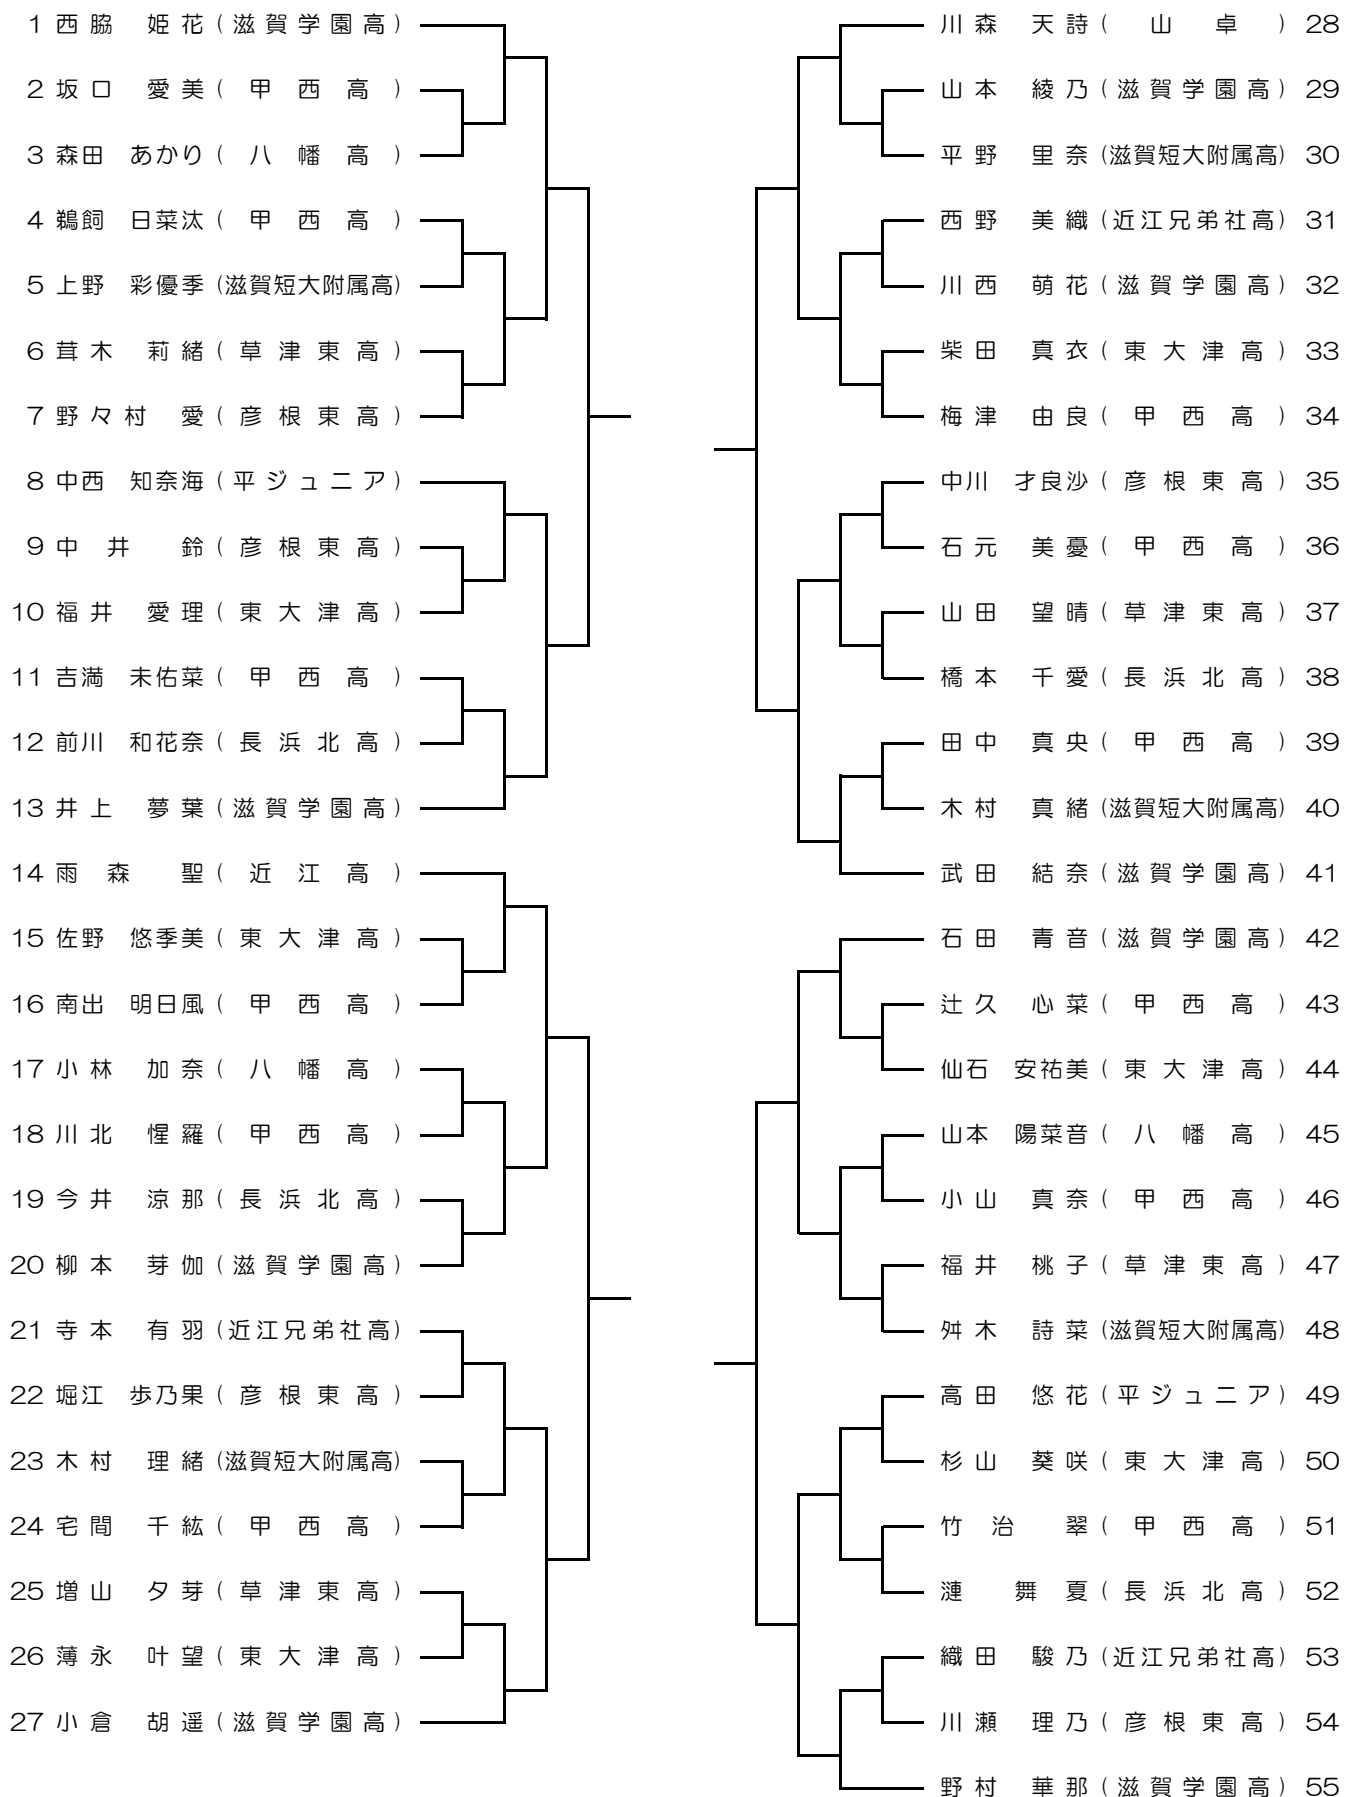 1 西脇 姫花(滋賀学園高)
2 坂口 愛美(甲西高)
3 森田 あかり(八幡高)
4 鵜飼 日菜汰(甲西高)
5 上野 彩優季(滋賀短大附属高)
6 茸木 莉緒(草津東高)
7 野々村 愛(彦根東高)
8 中西 知奈海(平ジュニア)
9 中井 鈴(彦根東高)
10 福井 愛理(東大津高)
11 吉満 未佑菜(甲西高)
12 前川 和花奈(長浜北高)
13 井上 夢葉(滋賀学園高)
14 雨森 聖(近江高)
15 佐野 悠季美(東大津高)
16 南出 明日風(甲西高)
17 小林 加奈(八幡高)
18 川北 惺羅(甲西高)
19 今井 涼那(長浜北高)
20 柳本 芽伽(滋賀学園高)
21 寺本 有羽(近江兄弟社高)
22 堀江 歩乃果(彦根東高)
23 木村 理緒(滋賀短大附属高)
24 宅間 千紘(甲西高)
25 増山 夕芽(草津東高)
26 薄永 叶望(東大津高)
27 小倉 胡遥(滋賀学園高)
川森 天詩(山卓) 28
山本 綾乃(滋賀学園高) 29
平野 里奈(滋賀短大附属高) 30
西野 美織(近江兄弟社高) 31
川西 萌花(滋賀学園高) 32
柴田 真衣(東大津高) 33
梅津 由良(甲西高) 34
中川 才良沙(彦根東高) 35
石元 美憂(甲西高) 36
山田 望晴(草津東高) 37
橋本 千愛(長浜北高) 38
田中 真央(甲西高) 39
木村 真緒(滋賀短大附属高) 40
武田 結奈(滋賀学園高) 41
石田 青音(滋賀学園高) 42
辻久 心菜(甲西高) 43
仙石 安祐美(東大津高) 44
山本 陽菜音(八幡高) 45
小山 真奈(甲西高) 46
福井 桃子(草津東高) 47
舛木 詩菜(滋賀短大附属高) 48
高田 悠花(平ジュニア) 49
杉山 葵咲(東大津高) 50
竹治 翠(甲西高) 51
漣 舞夏(長浜北高) 52
織田 駿乃(近江兄弟社高) 53
川瀬 理乃(彦根東高) 54
野村 華那(滋賀学園高) 55